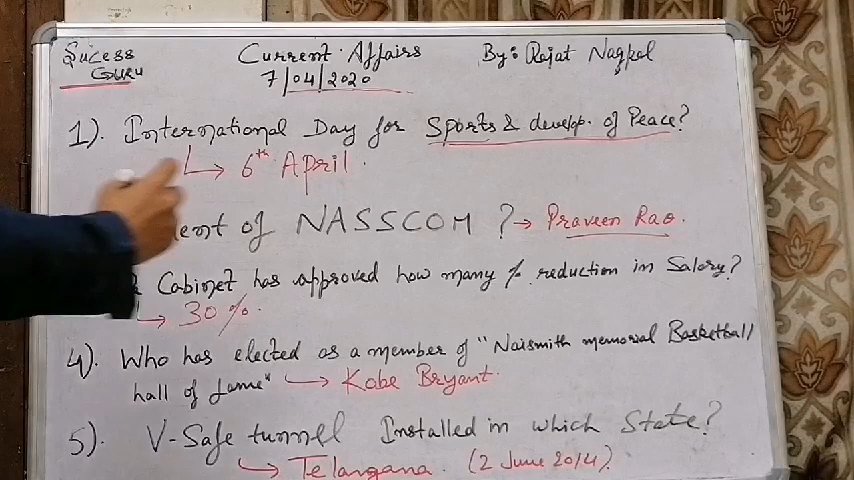 Sucess Current Affairs By: Rajat Nagpal
GURU 7/04/2020
1). International Day for Sports & develop. of Peace?
6th April.
ent of NASSCOM ? → Praveen Rao.
Cabinet has approved how many % reduction in Salary?
→ 30%.
4). Who has elected as a member of "Naismith memorial Basketball
hall of fame" → Kobe Bryant.
5). V-Safe tunnel Installed in which State?
→ Telangana. (2 June 2014).